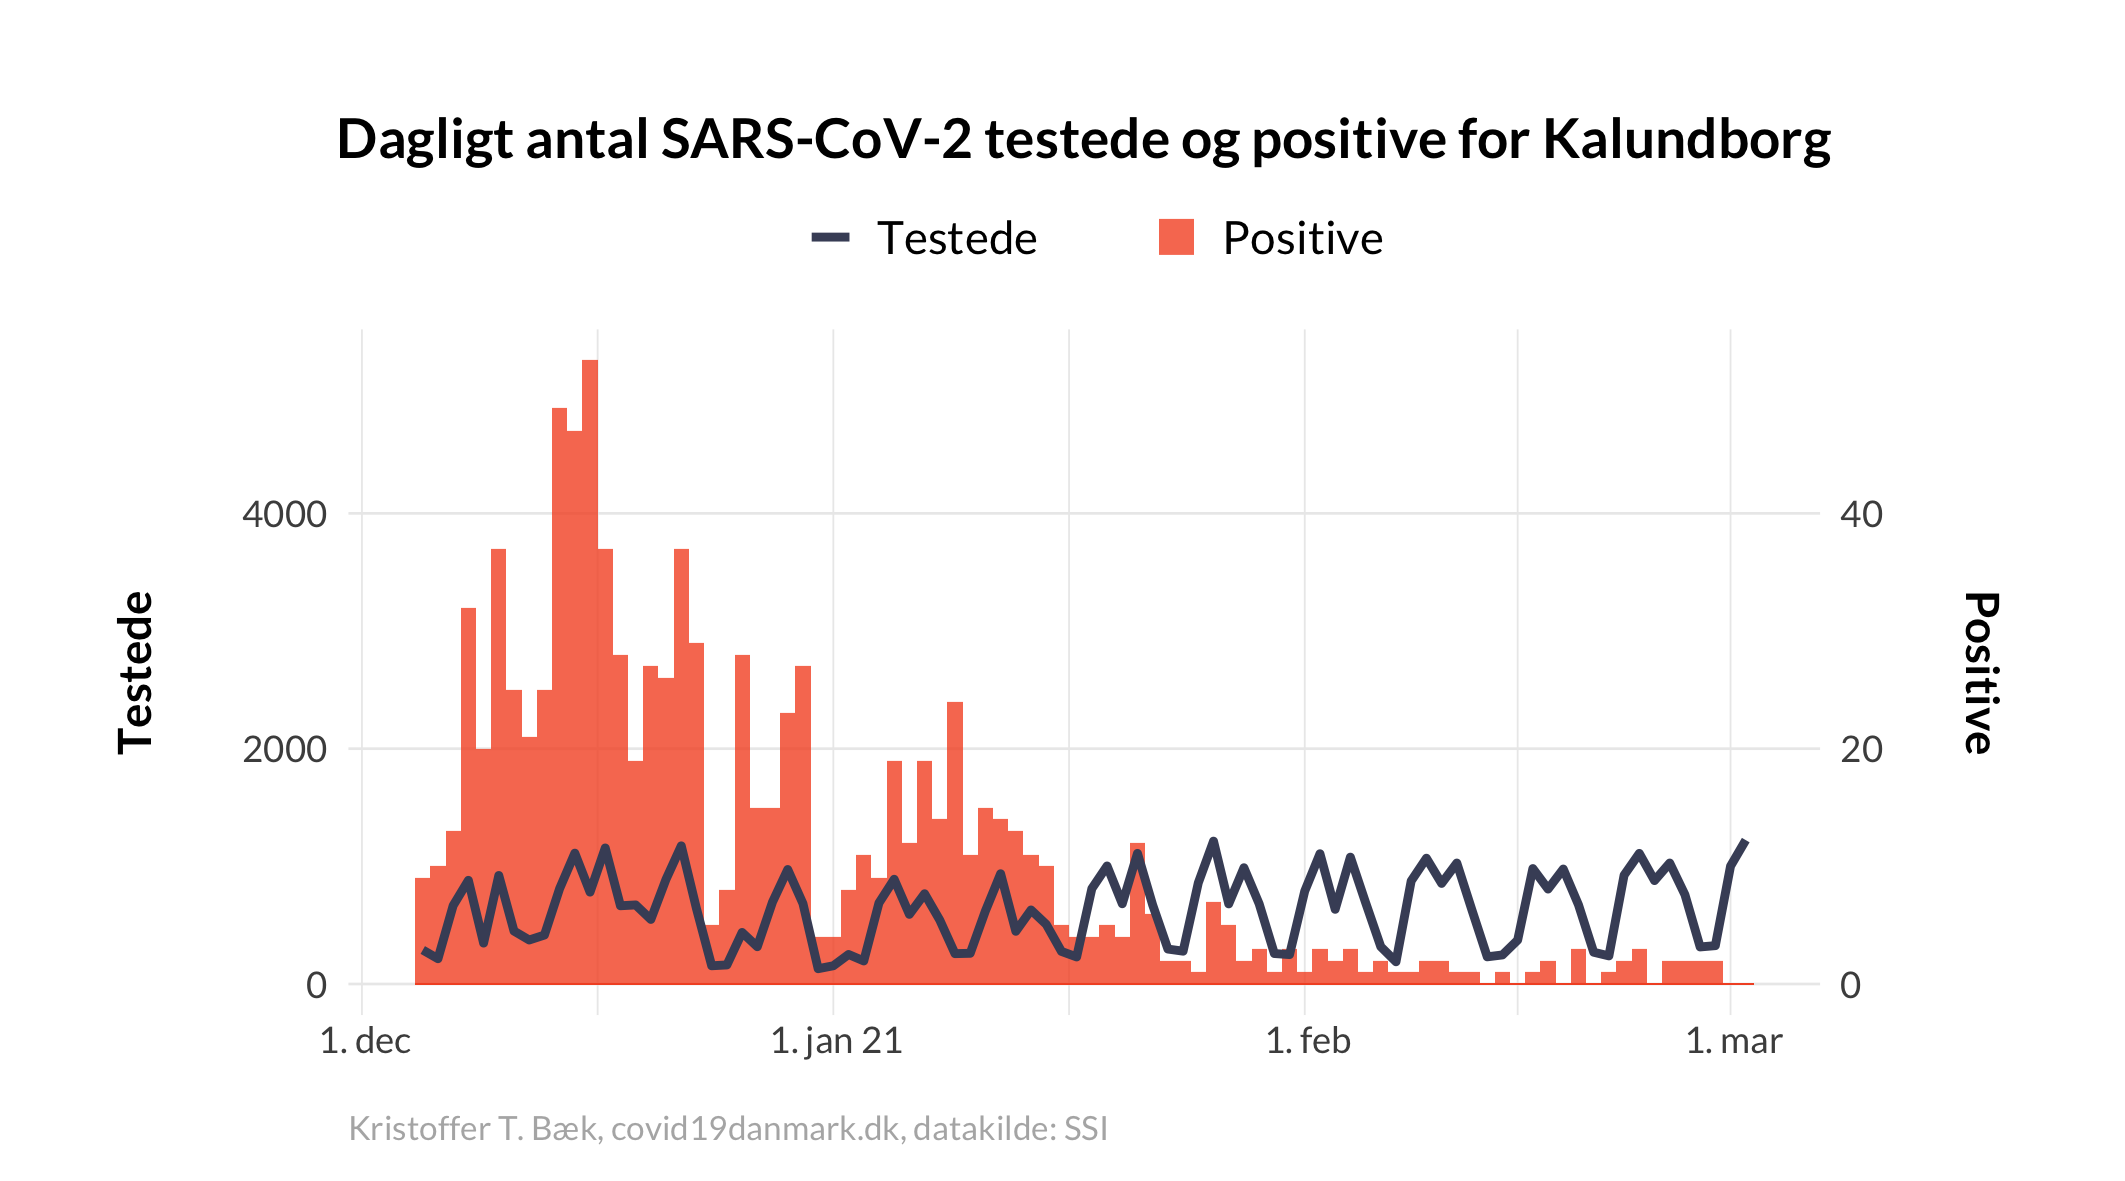 Dagligt antal SARS-CoV-2 testede og positive for Kalundborg
Testede
Positive
Testede
4000
2000
0
40
20
0
Positive
1. dec
1. jan 21
1. feb
1. mar
Kristoffer T. Bæk, covid19danmark.dk, datakilde: SSI